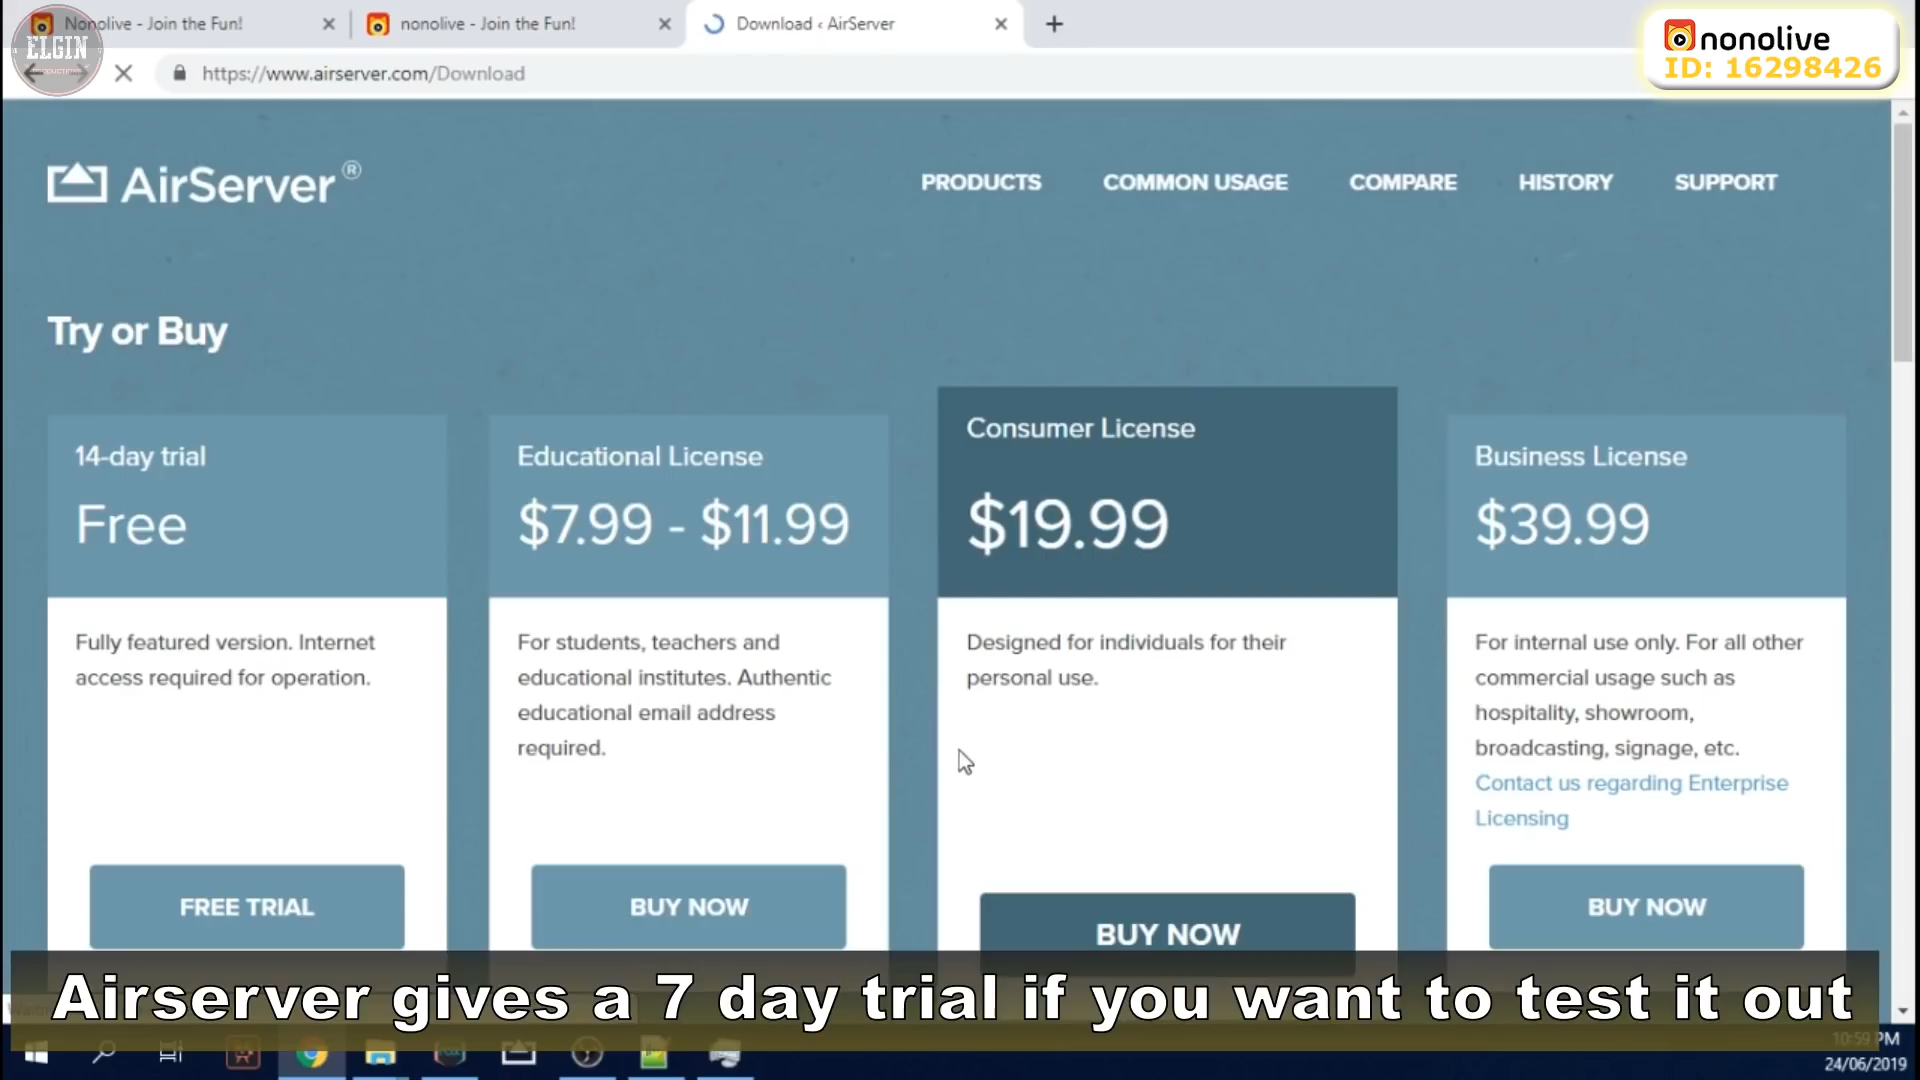 Nonolive - Join the Fun!
nonolive - Join the Fun!
Download ‹ AirServer
nonolive
ID: 16298426
ELGIN
https://www.airserver.com/Download
AirServer®
PRODUCTS
COMMON USAGE
COMPARE
HISTORY
SUPPORT
Try or Buy
14-day trial
Free
Fully featured version. Internet
access required for operation.
FREE TRIAL
Educational License
$7.99 - $11.99
For students, teachers and
educational institutes. Authentic
educational email address
required.
BUY NOW
Consumer License
$19.99
Designed for individuals for their
personal use.
BUY NOW
Business License
$39.99
For internal use only. For all other
commercial usage such as
hospitality, showroom,
broadcasting, signage, etc.
Contact us regarding Enterprise
Licensing
BUY NOW
Airserver gives a 7 day trial if you want to test it out
10:59 PM
24/06/2019